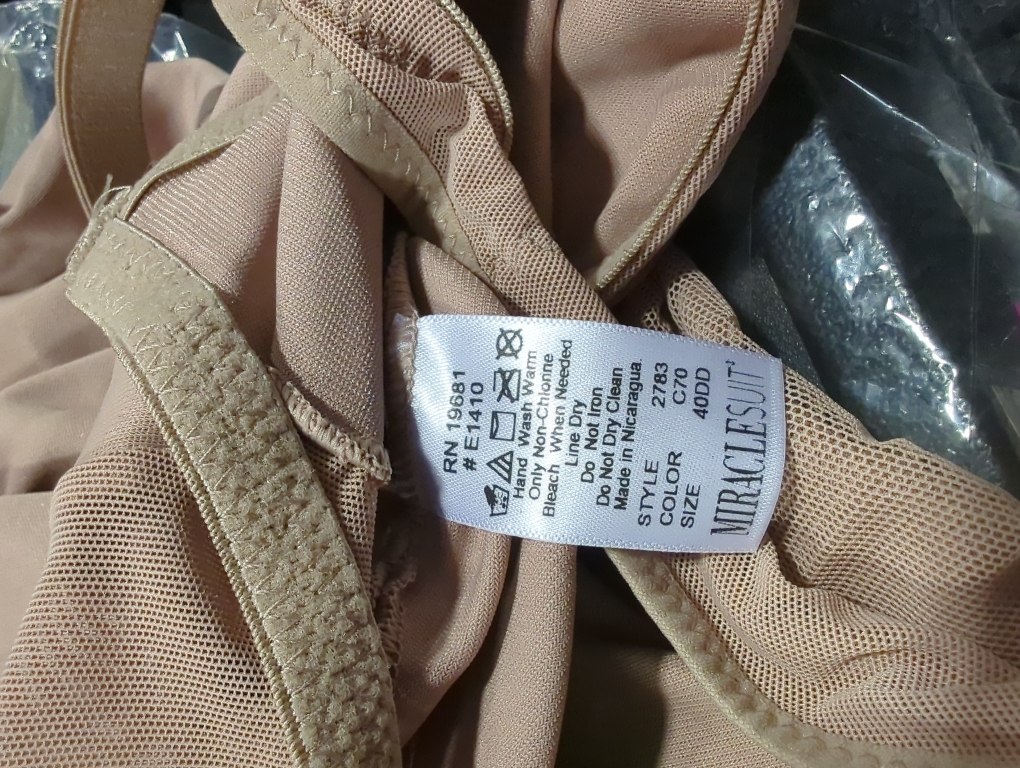 RN 19681
# E1410
Hand Wash Warm
Only Non-Chlorine
Bleach When Needed
Line Dry
Do Not Iron
Do Not Dry Clean
Made in Nicaragua.
STYLE 2783
COLOR C70
SIZE 40DD
MIRACLESUIT